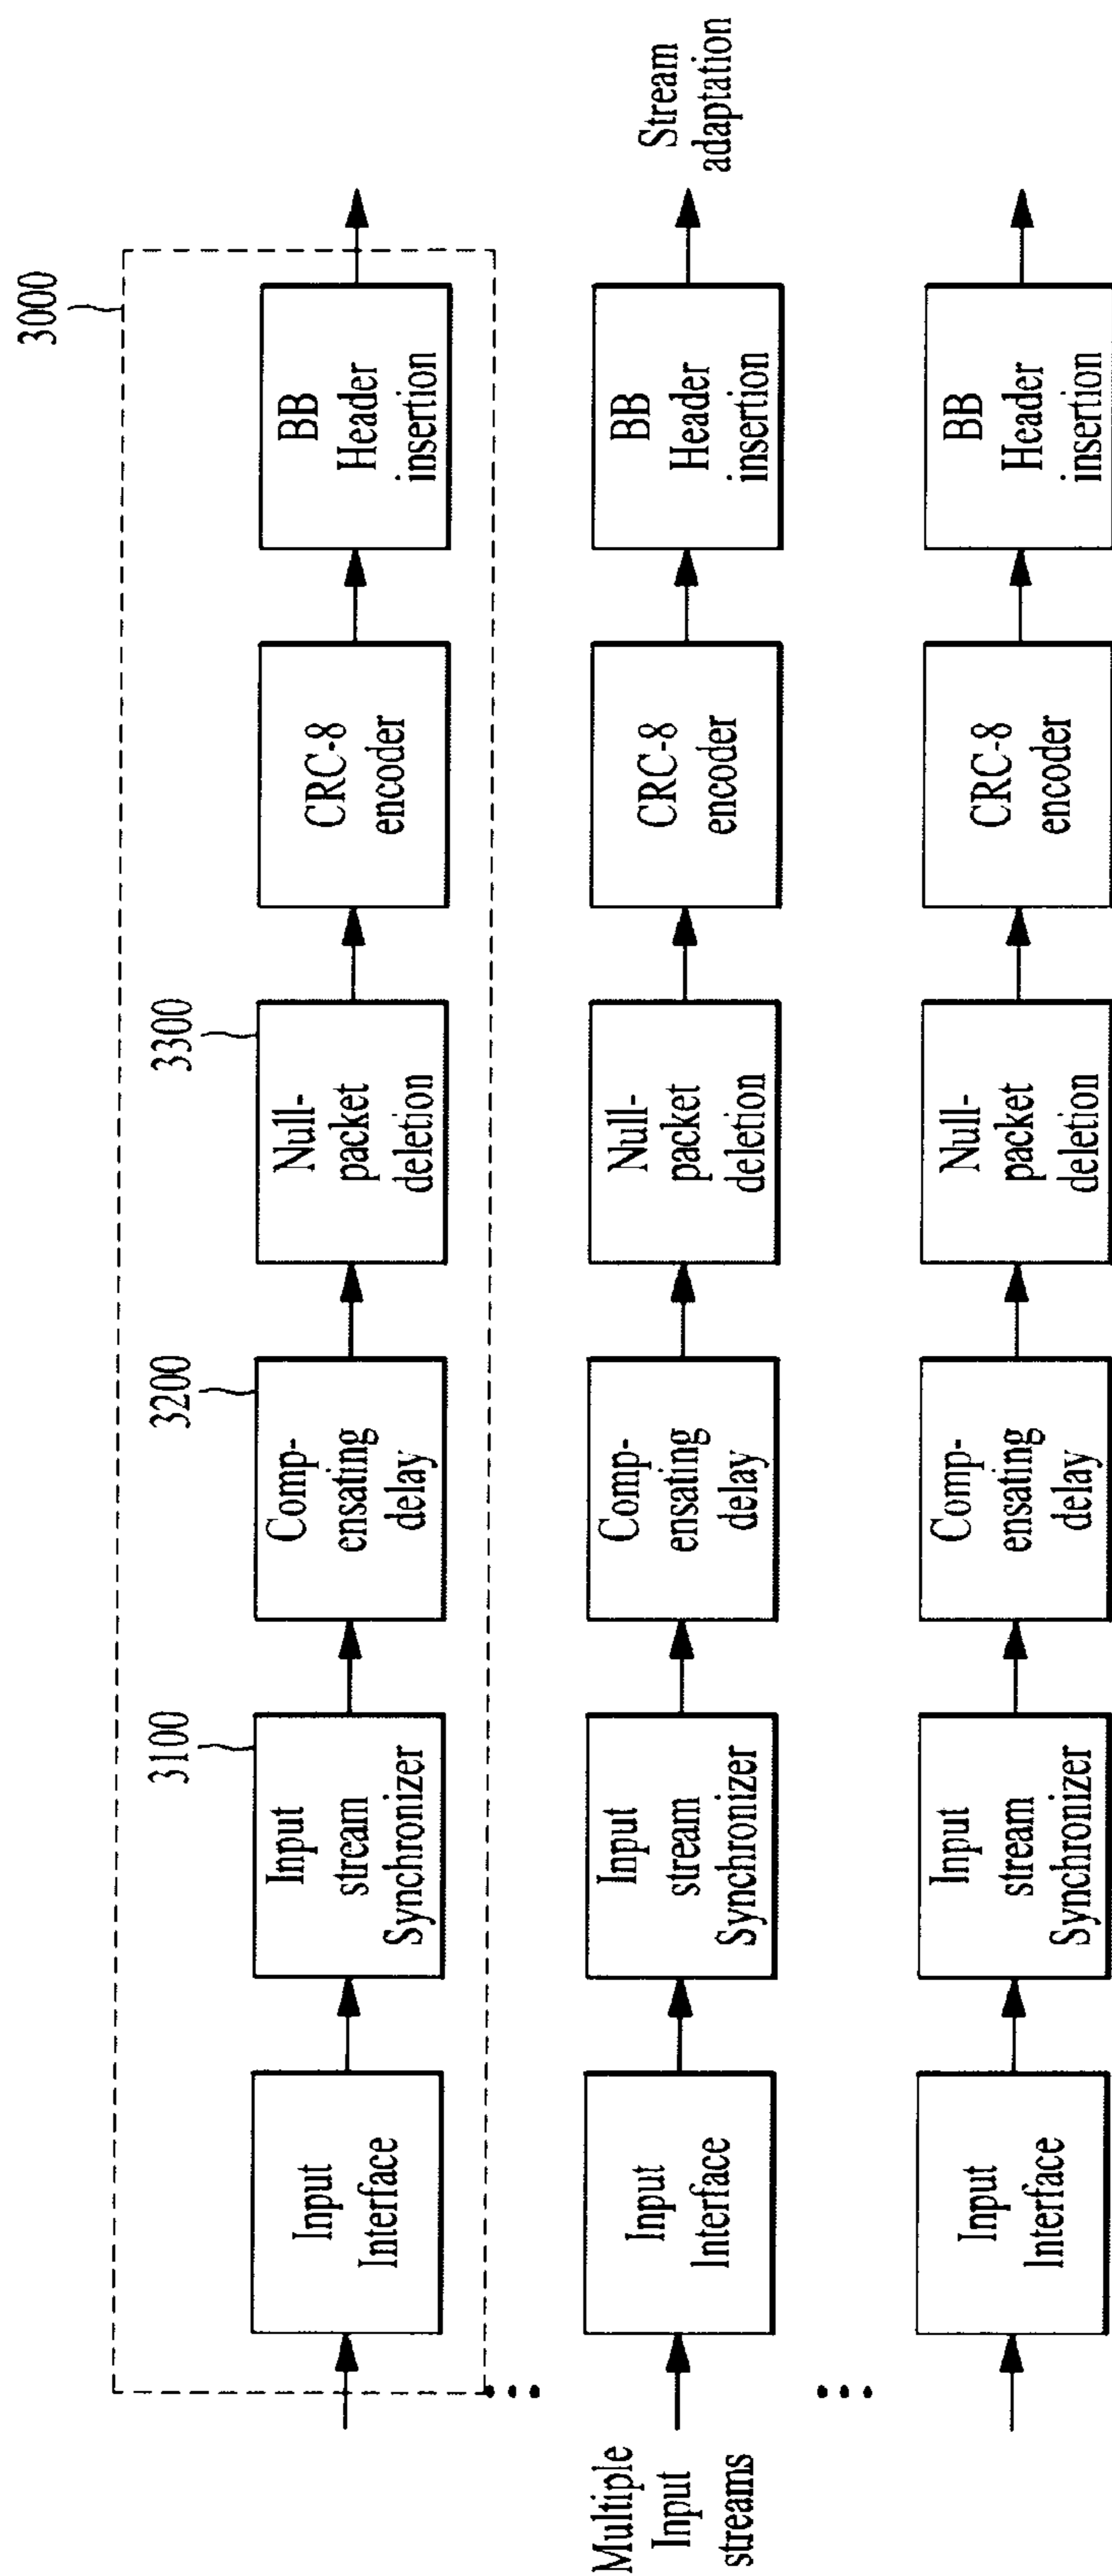 3000
3100
3200
3300
Input
Interface
Input
stream
Synchronizer
Comp-
ensating
delay
Null-
packet
deletion
CRC-8
encoder
BB
Header
insertion
Multiple
Input
streams
Input
Interface
Input
stream
Synchronizer
Comp-
ensating
delay
Null-
packet
deletion
CRC-8
encoder
BB
Header
insertion
Stream
adaptation
Input
Interface
Input
stream
Synchronizer
Comp-
ensating
delay
Null-
packet
deletion
CRC-8
encoder
BB
Header
insertion